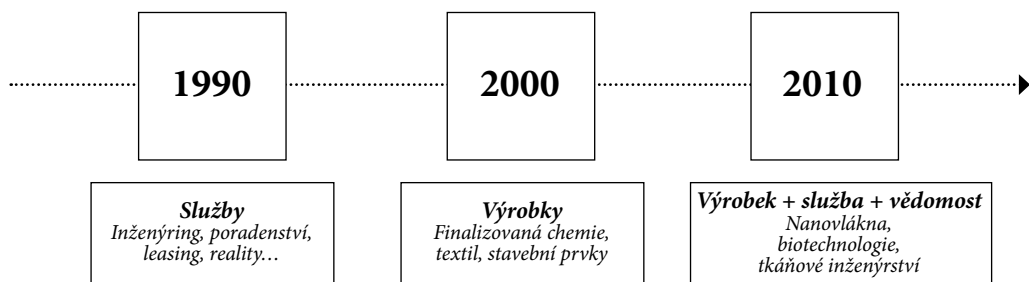 1990
2000
2010
Služby
Inženýring, poradenství,
leasing, reality…
Výrobky
Finalizovaná chemie,
textil, stavební prvky
Výrobek + služba + vědomost
Nanovlákna,
biotechnologie,
tkáňové inženýrství